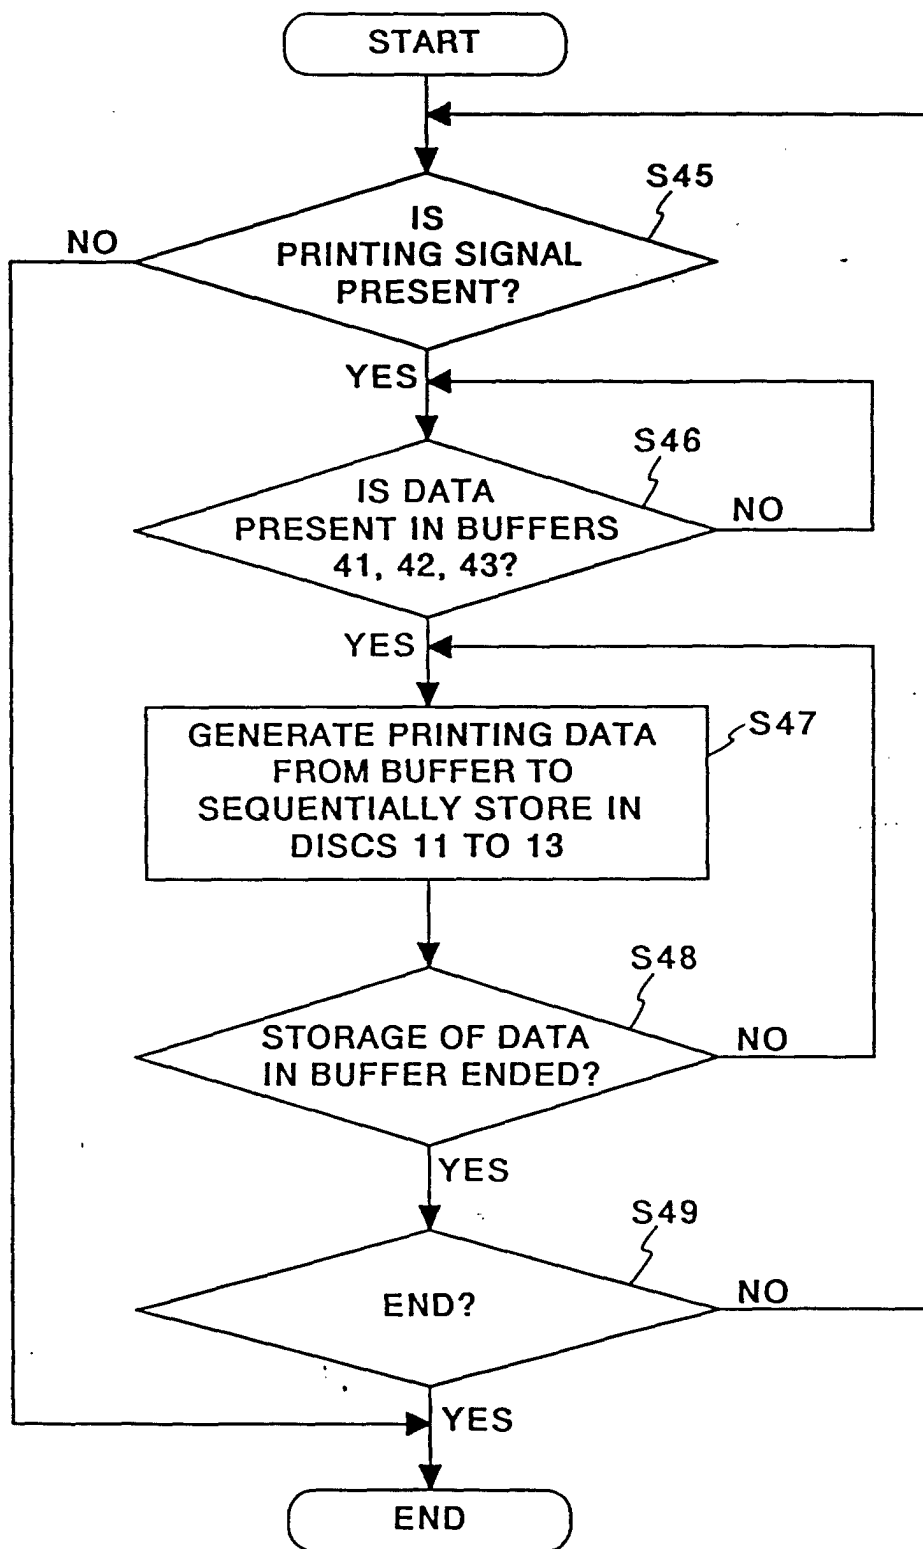 START
S45
NO
IS
PRINTING SIGNAL
PRESENT?
YES
S46
IS DATA
PRESENT IN BUFFERS
41, 42, 43?
NO
YES
S47
GENERATE PRINTING DATA
FROM BUFFER TO
SEQUENTIALLY STORE IN
DISCS 11 TO 13
S48
STORAGE OF DATA
IN BUFFER ENDED?
NO
YES
S49
END?
NO
YES
END